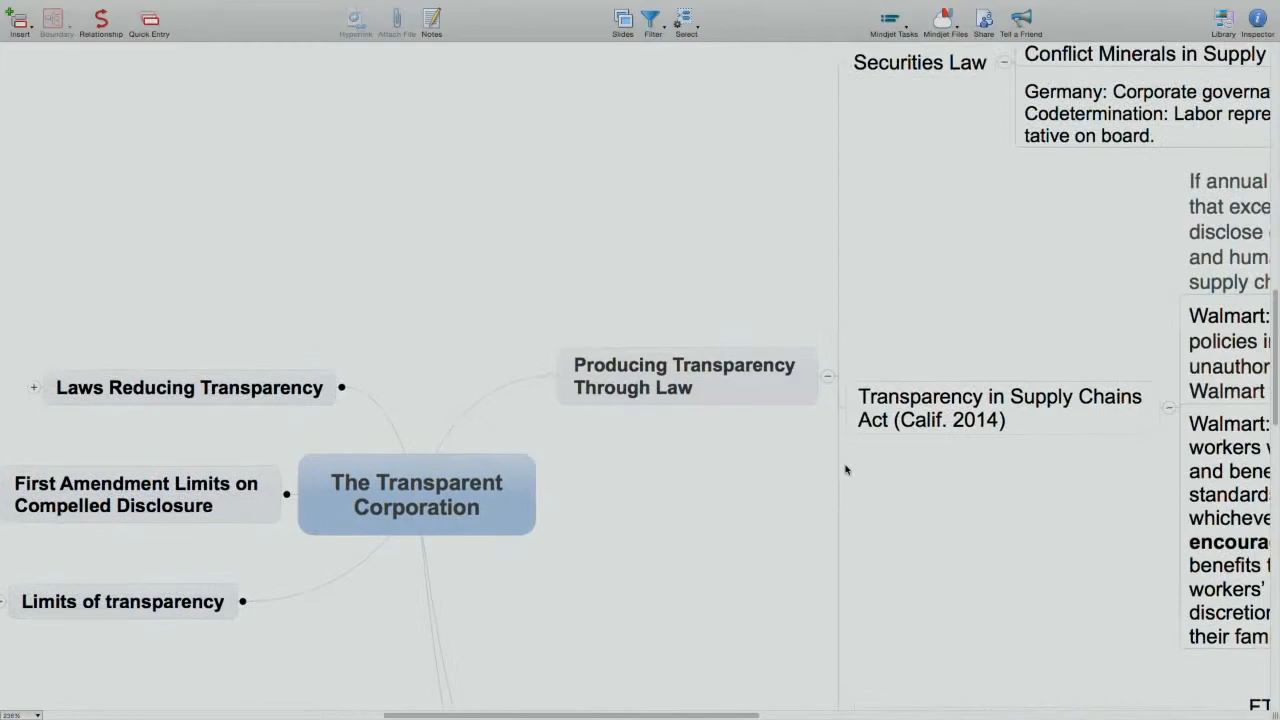 Insert
Boundary
Relationship
Quick Entry
Hyperlink
Attach File
Notes
Slides
Filter
Select
Mindjet Tasks
Mindjet Files
Share
Tell a Friend
Library
Inspector
Securities Law
Conflict Minerals in Supply
Germany: Corporate governa
Codetermination: Labor repre
tative on board.
If annual
that exce
disclose
and huma
supply ch
Producing Transparency
Through Law
Transparency in Supply Chains
Act (Calif. 2014)
Walmart:
policies i
unauthor
Walmart
Walmart:
workers
and bene
standard
whicheve
encoura
benefits
workers'
discretion
their fam
Laws Reducing Transparency
First Amendment Limits on
Compelled Disclosure
The Transparent
Corporation
Limits of transparency
FT
238%